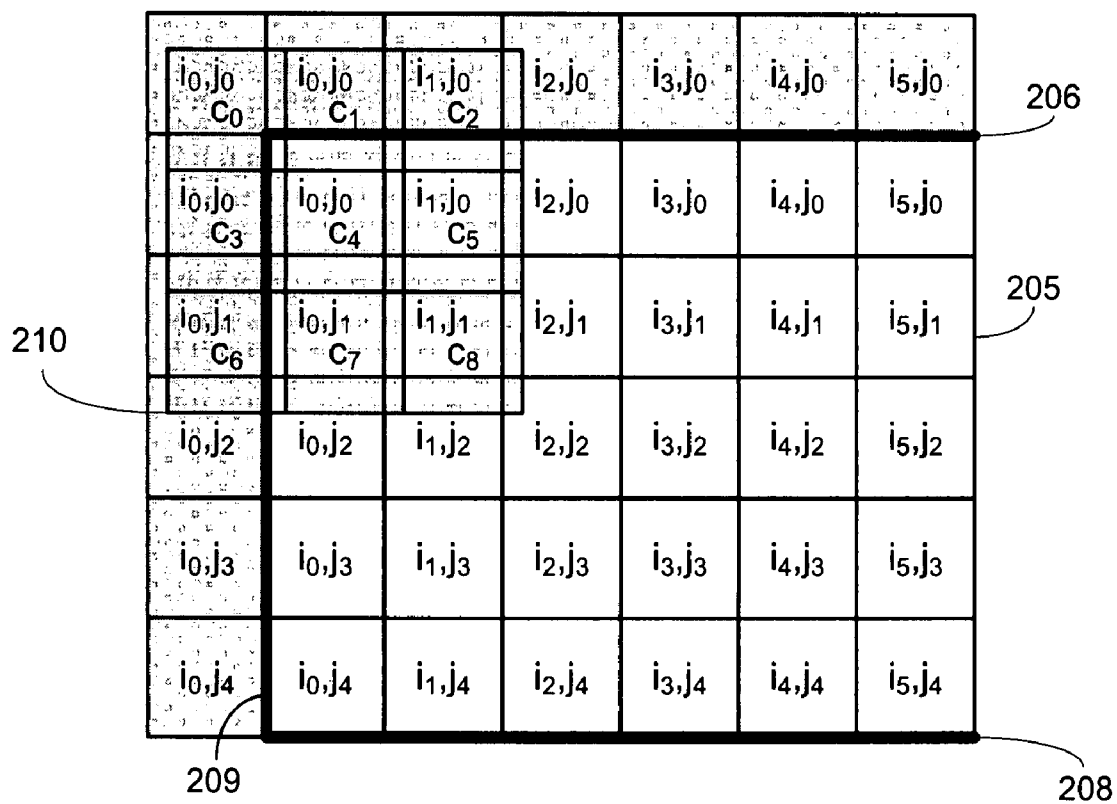 i₀,j₀ i₀,j₀ i₁,j₀ i₂,j₀ i₃,j₀ i₄,j₀ i₅,j₀
C₀ C₁ C₂
206
i₀,j₀ i₀,j₀ i₁,j₀ i₂,j₀ i₃,j₀ i₄,j₀ i₅,j₀
C₃ C₄ C₅
205
i₀,j₁ i₀,j₁ i₁,j₁ i₂,j₁ i₃,j₁ i₄,j₁ i₅,j₁
210
C₆ C₇ C₈
i₀,j₂ i₀,j₂ i₁,j₂ i₂,j₂ i₃,j₂ i₄,j₂ i₅,j₂
i₀,j₃ i₀,j₃ i₁,j₃ i₂,j₃ i₃,j₃ i₄,j₃ i₅,j₃
i₀,j₄ i₀,j₄ i₁,j₄ i₂,j₄ i₃,j₄ i₄,j₄ i₅,j₄
209
208